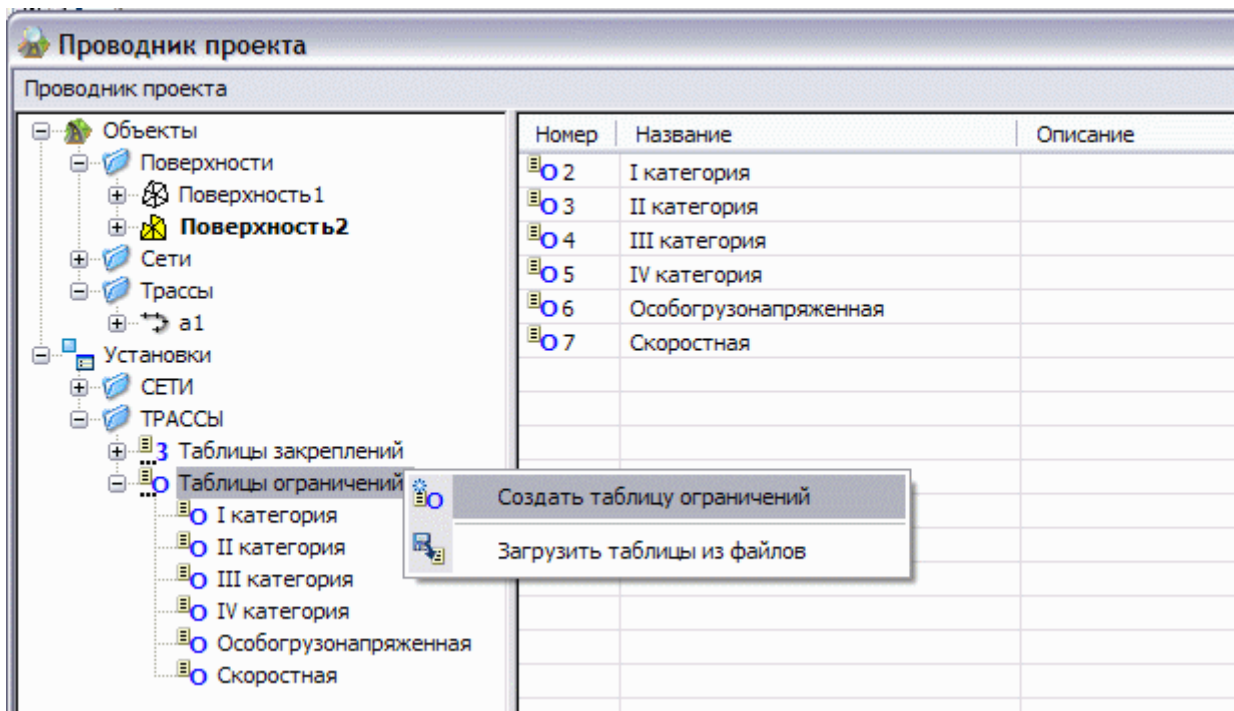 Проводник проекта
Проводник проекта
Объекты
Поверхности
Поверхность1
Поверхность2
Сети
Трассы
a1
Установки
СЕТИ
ТРАССЫ
З Таблицы закреплений
О Таблицы ограничений
О I категория
О II категория
О III категория
О IV категория
О Особогрузонапряженная
О Скоростная
Номер Название Описание
О 2 I категория
О 3 II категория
О 4 III категория
О 5 IV категория
О 6 Особогрузонапряженная
О 7 Скоростная
О Создать таблицу ограничений
Загрузить таблицы из файлов